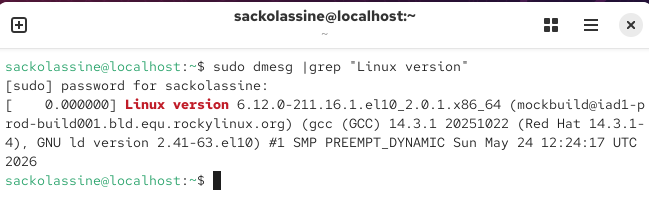 sackolassine@localhost:~
~
sackolassine@localhost:~$ sudo dmesg |grep "Linux version"
[sudo] password for sackolassine:
[    0.000000] Linux version 6.12.0-211.16.1.el10_2.0.1.x86_64 (mockbuild@iad1-p
rod-build001.bld.equ.rockylinux.org) (gcc (GCC) 14.3.1 20251022 (Red Hat 14.3.1-
4), GNU ld version 2.41-63.el10) #1 SMP PREEMPT_DYNAMIC Sun May 24 12:24:17 UTC
2026
sackolassine@localhost:~$